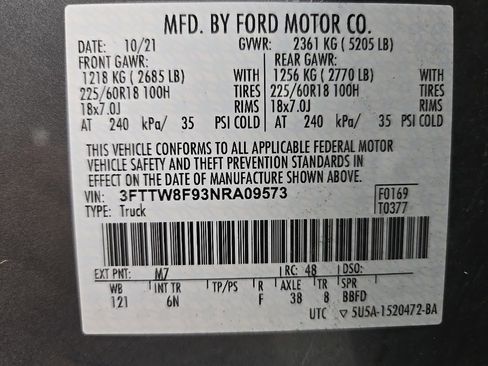 MFD. BY FORD MOTOR CO.
DATE: 10/21 GVWR: 2361 KG ( 5205 LB)
FRONT GAWR: REAR GAWR:
1218 KG ( 2685 LB) WITH 1256 KG ( 2770 LB) WITH
225/60R18 100H TIRES 225/60R18 100H TIRES
18x7.0J RIMS 18x7.0J RIMS
AT 240 kPa/ 35 PSI COLD AT 240 kPa/ 35 PSI COLD
THIS VEHICLE CONFORMS TO ALL APPLICABLE FEDERAL MOTOR
VEHICLE SAFETY AND THEFT PREVENTION STANDARDS IN
EFFECT ON THE DATE OF MANUFACTURE SHOWN ABOVE.
VIN: 3FTTW8F93NRA09573 F0169
TYPE: Truck T0377
EXT PNT: M7 RC: 48 DSO:
WB INT TR TP/PS R AXLE TR SPR
121 6N F 38 8 BBFD
UTC ▽ 5U5A-1520472-BA